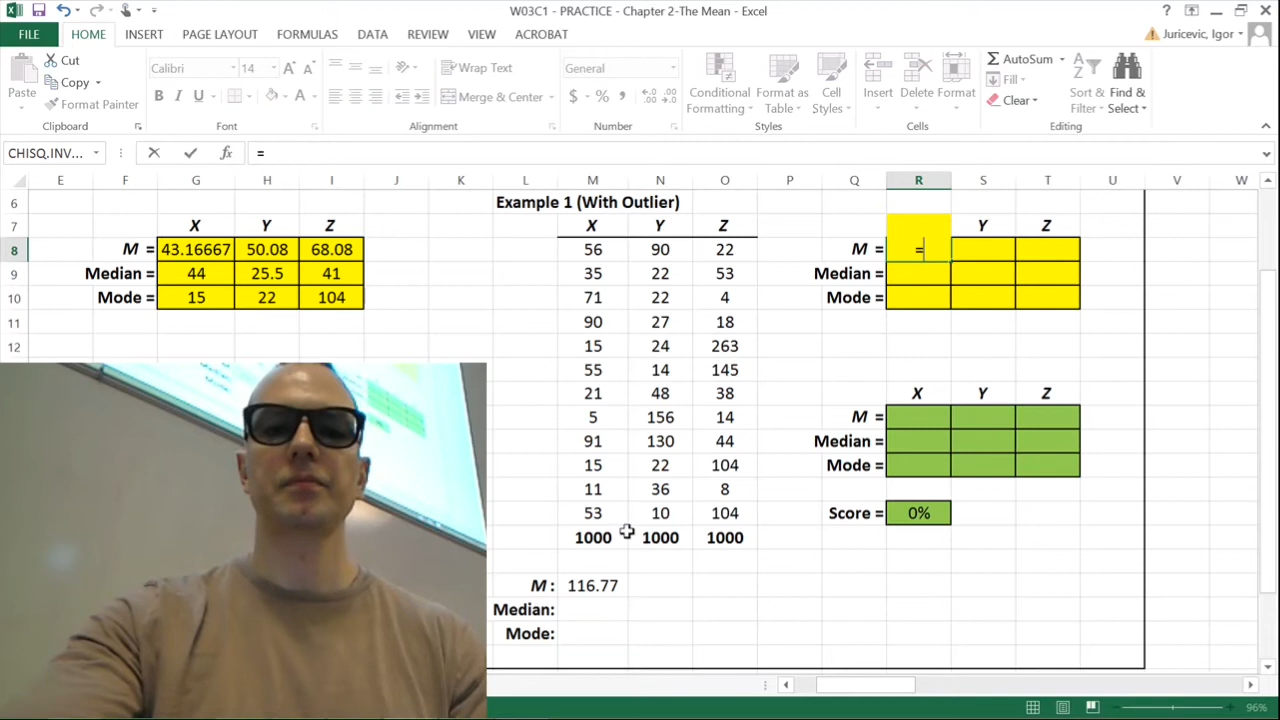 W03C1 - PRACTICE - Chapter 2-The Mean - Excel
FILE HOME INSERT PAGE LAYOUT FORMULAS DATA REVIEW VIEW ACROBAT Juricevic, Igor
Paste
Cut
Copy
Format Painter
Calibri 14
B I U A
Wrap Text
Merge & Center
General
$ % ,
Conditional Formatting
Format as Table
Cell Styles
Insert
Delete
Format
AutoSum
Fill
Clear
Sort & Filter
Find & Select
Clipboard Font Alignment Number Styles Cells Editing
CHISQ.INV... fx =
E F G H I J K L M N O P Q R S T U V W
6 Example 1 (With Outlier)
7 X Y Z X Y Z Y Z
8 M = 43.16667 50.08 68.08 56 90 22 M = =
9 Median = 44 25.5 41 35 22 53 Median =
10 Mode = 15 22 104 71 22 4 Mode =
11 90 27 18
12 15 24 263
55 14 145
21 48 38 X Y Z
5 156 14 M =
91 130 44 Median =
15 22 104 Mode =
11 36 8
53 10 104 Score = 0%
1000 1000 1000
M : 116.77
Median:
Mode:
96%